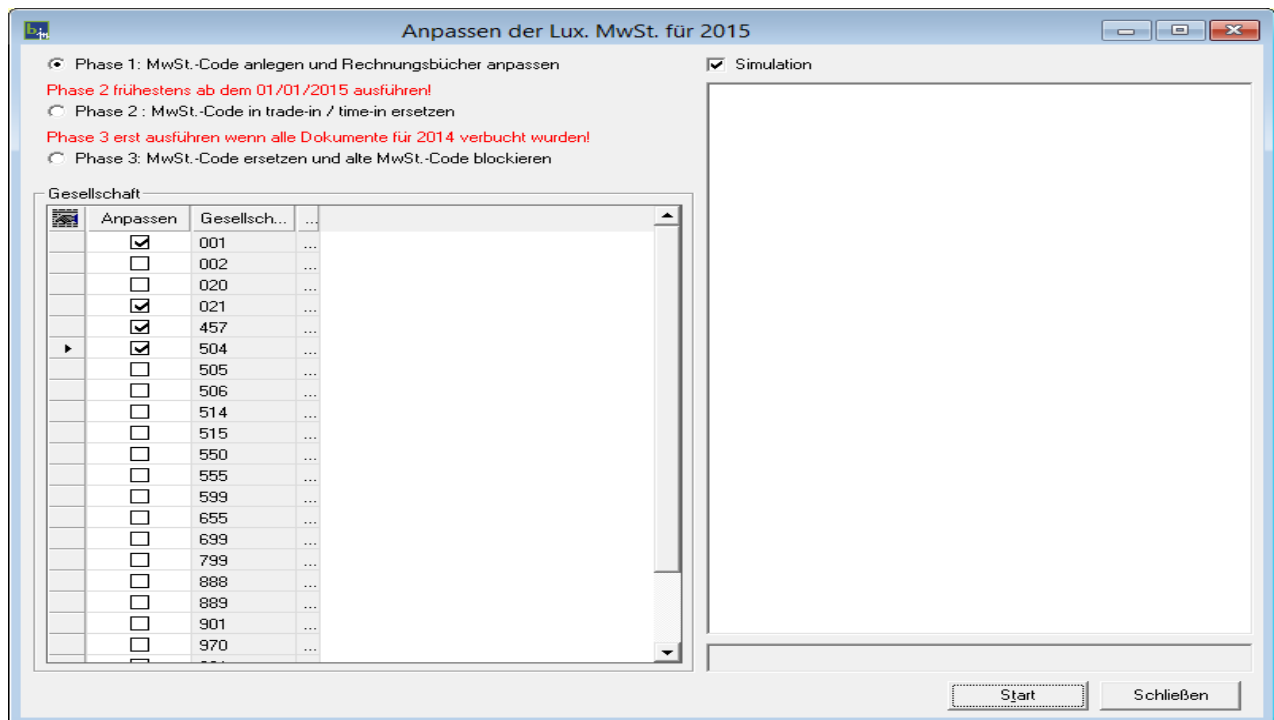 Anpassen der Lux. MwSt. für 2015
Phase 1: MwSt.-Code anlegen und Rechnungsbücher anpassen
Simulation
Phase 2 frühestens ab dem 01/01/2015 ausführen!
Phase 2 : MwSt.-Code in trade-in / time-in ersetzen
Phase 3 erst ausführen wenn alle Dokumente für 2014 verbucht wurden!
Phase 3: MwSt.-Code ersetzen und alte MwSt.-Code blockieren
Gesellschaft
Anpassen Gesellsch... ...
001 ...
002 ...
020 ...
021 ...
457 ...
504 ...
505 ...
506 ...
514 ...
515 ...
550 ...
555 ...
599 ...
655 ...
699 ...
799 ...
888 ...
889 ...
901 ...
970 ...
Start Schließen